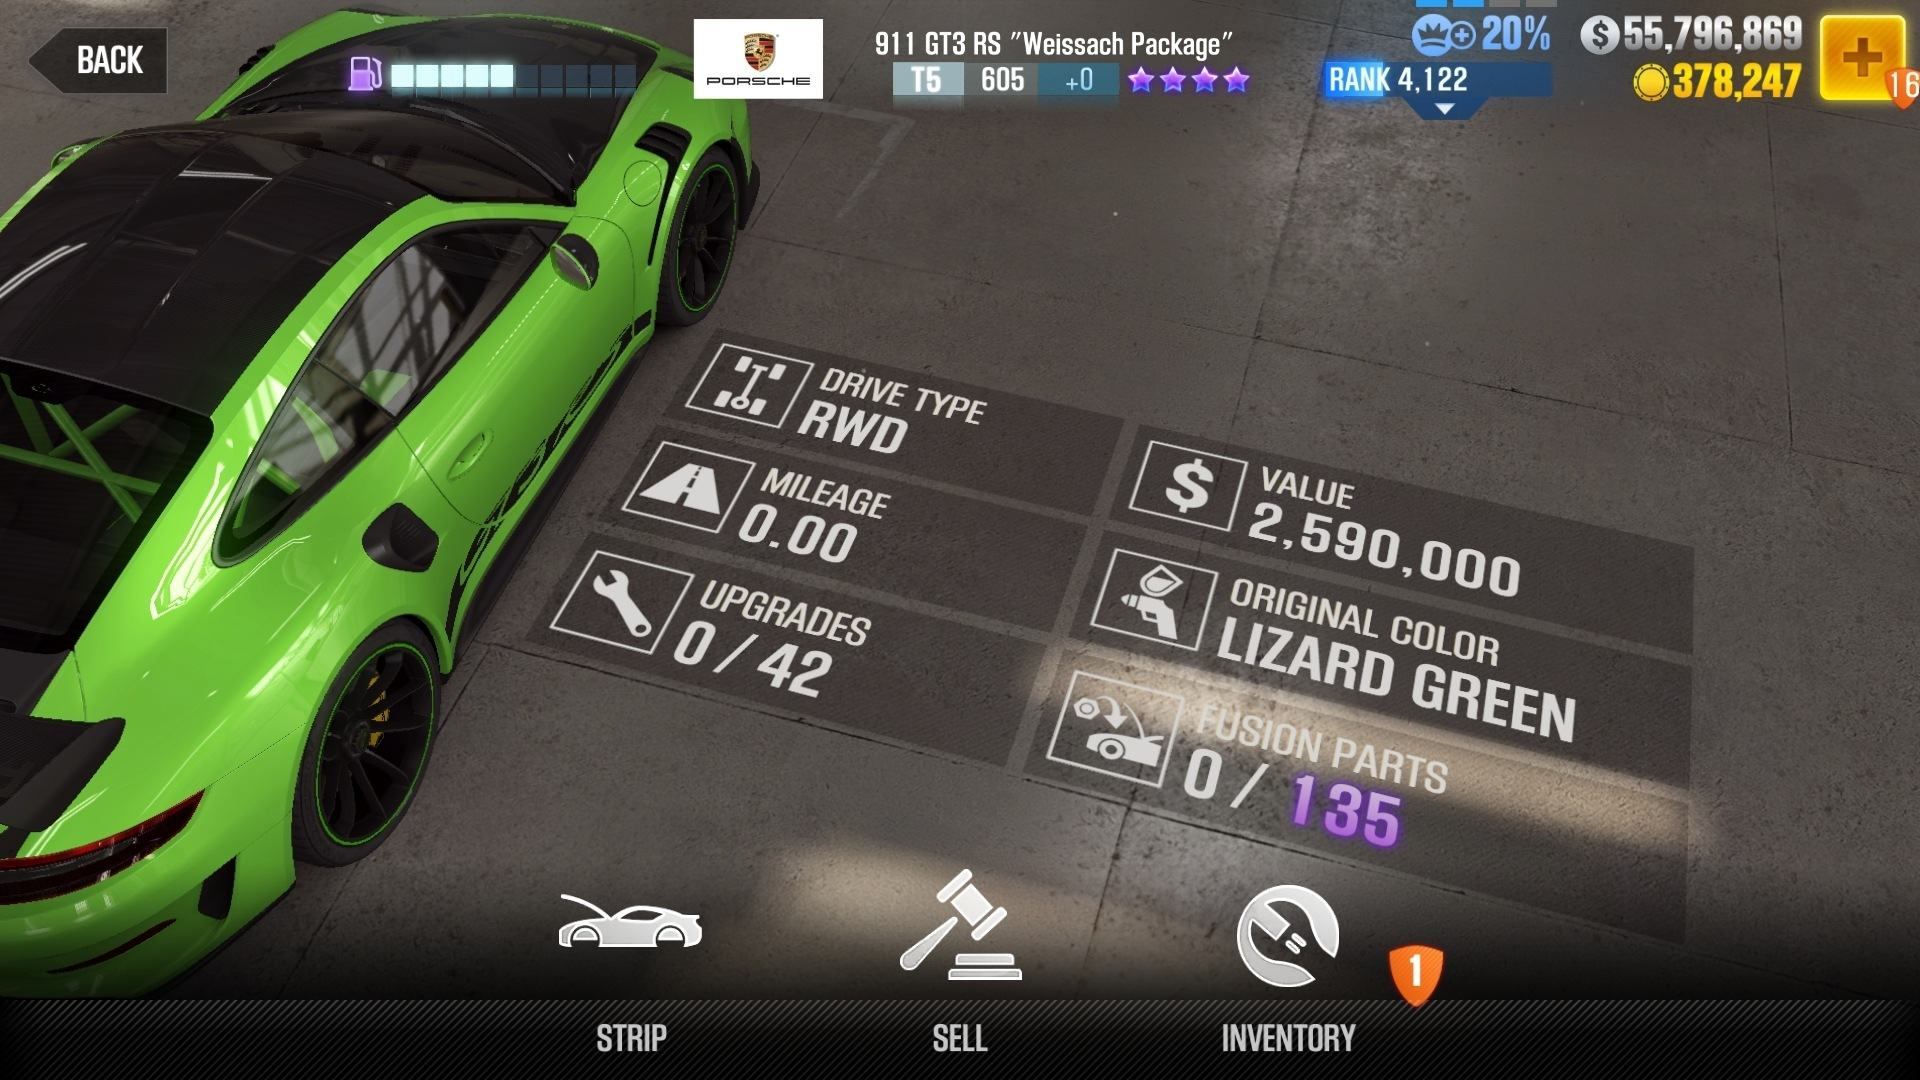 BACK
PORSCHE
911 GT3 RS "Weissach Package"
T5 605 +0
20%
RANK 4,122
$ 55,796,869
378,247
16
DRIVE TYPE
RWD
MILEAGE
0.00
UPGRADES
0 / 42
VALUE
2,590,000
ORIGINAL COLOR
LIZARD GREEN
FUSION PARTS
0 / 135
1
STRIP
SELL
INVENTORY